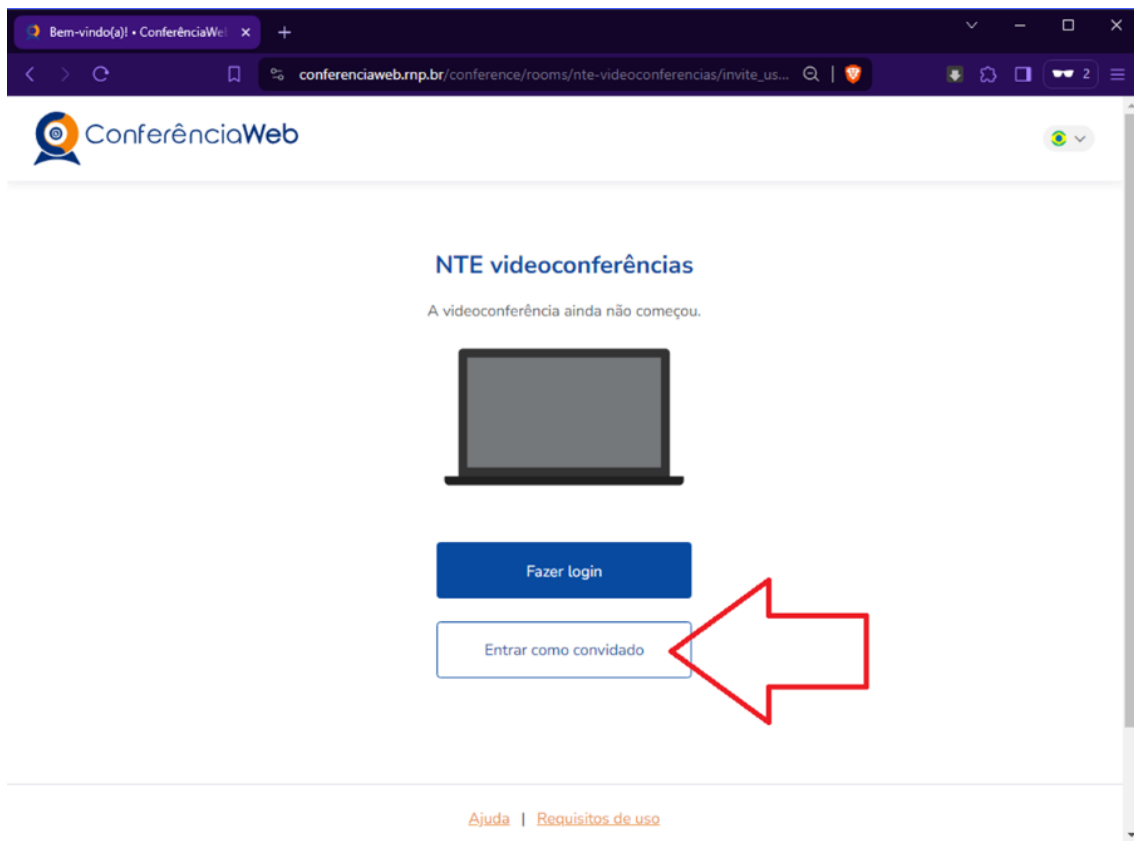 Bem-vindo(a)! • ConferênciaWe
conferenciaweb.rnp.br/conference/rooms/nte-videoconferencias/invite_us...
2
ConferênciaWeb
NTE videoconferências
A videoconferência ainda não começou.
Fazer login
Entrar como convidado
Ajuda | Requisitos de uso